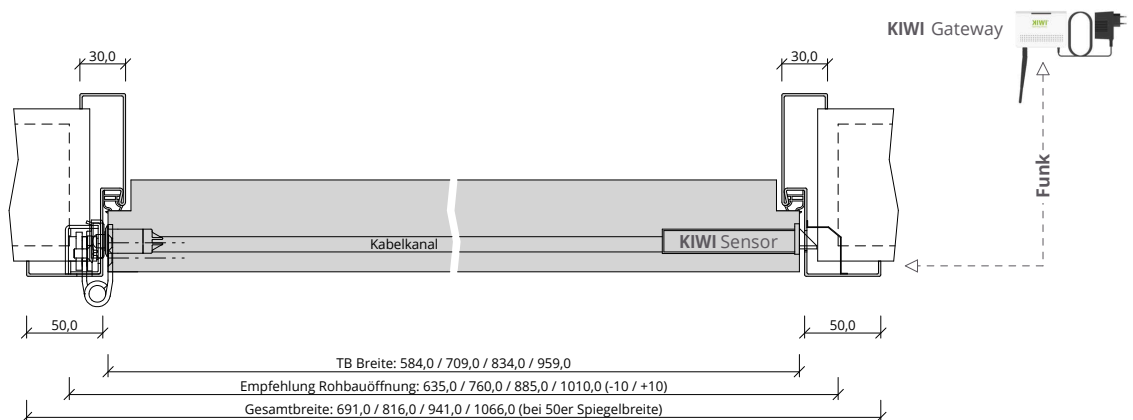 KIWI Gateway
KIWI
30,0
30,0
Funk
Kabelkanal
KIWI Sensor
50,0
50,0
TB Breite: 584,0 / 709,0 / 834,0 / 959,0
Empfehlung Rohbauöffnung: 635,0 / 760,0 / 885,0 / 1010,0 (-10 / +10)
Gesamtbreite: 691,0 / 816,0 / 941,0 / 1066,0 (bei 50er Spiegelbreite)